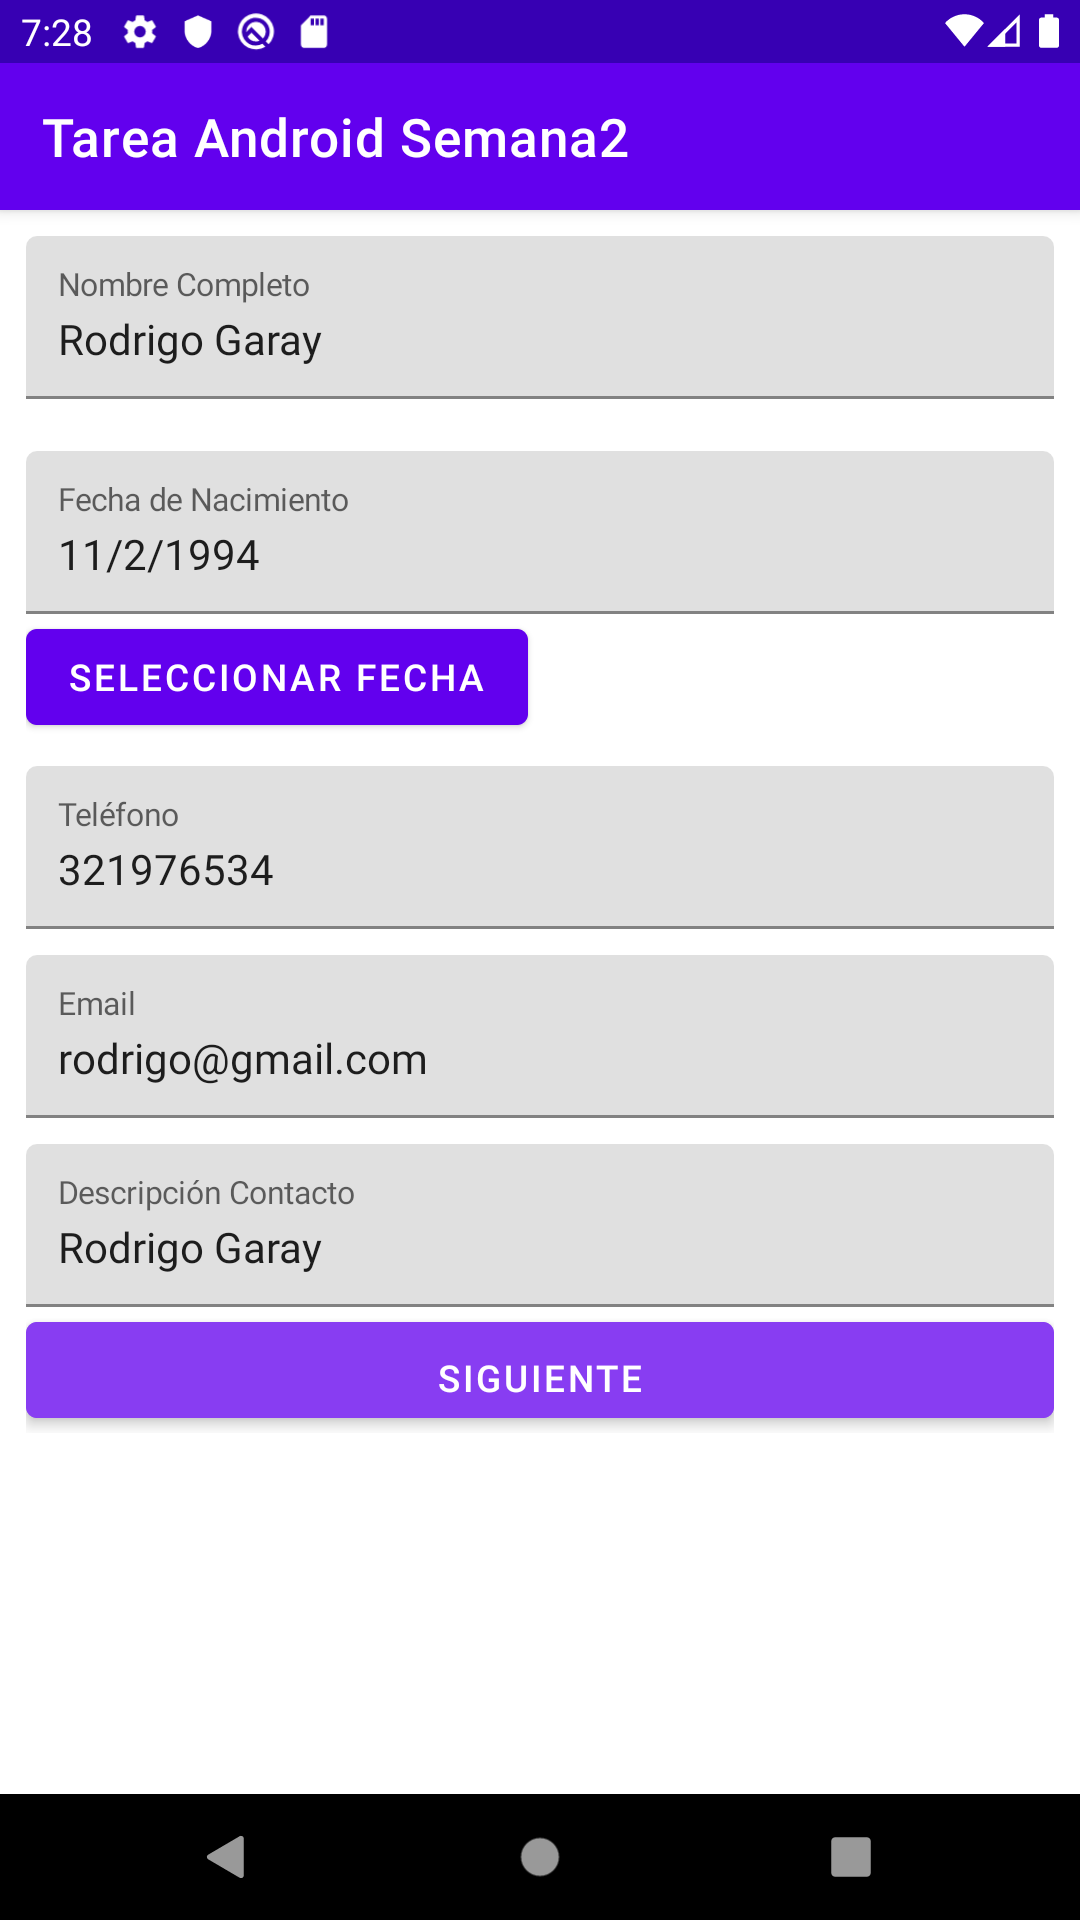 7:28
Tarea Android Semana2
Nombre Completo
Rodrigo Garay
Fecha de Nacimiento
11/2/1994
SELECCIONAR FECHA
Teléfono
321976534
Email
rodrigo@gmail.com
Descripción Contacto
Rodrigo Garay
SIGUIENTE